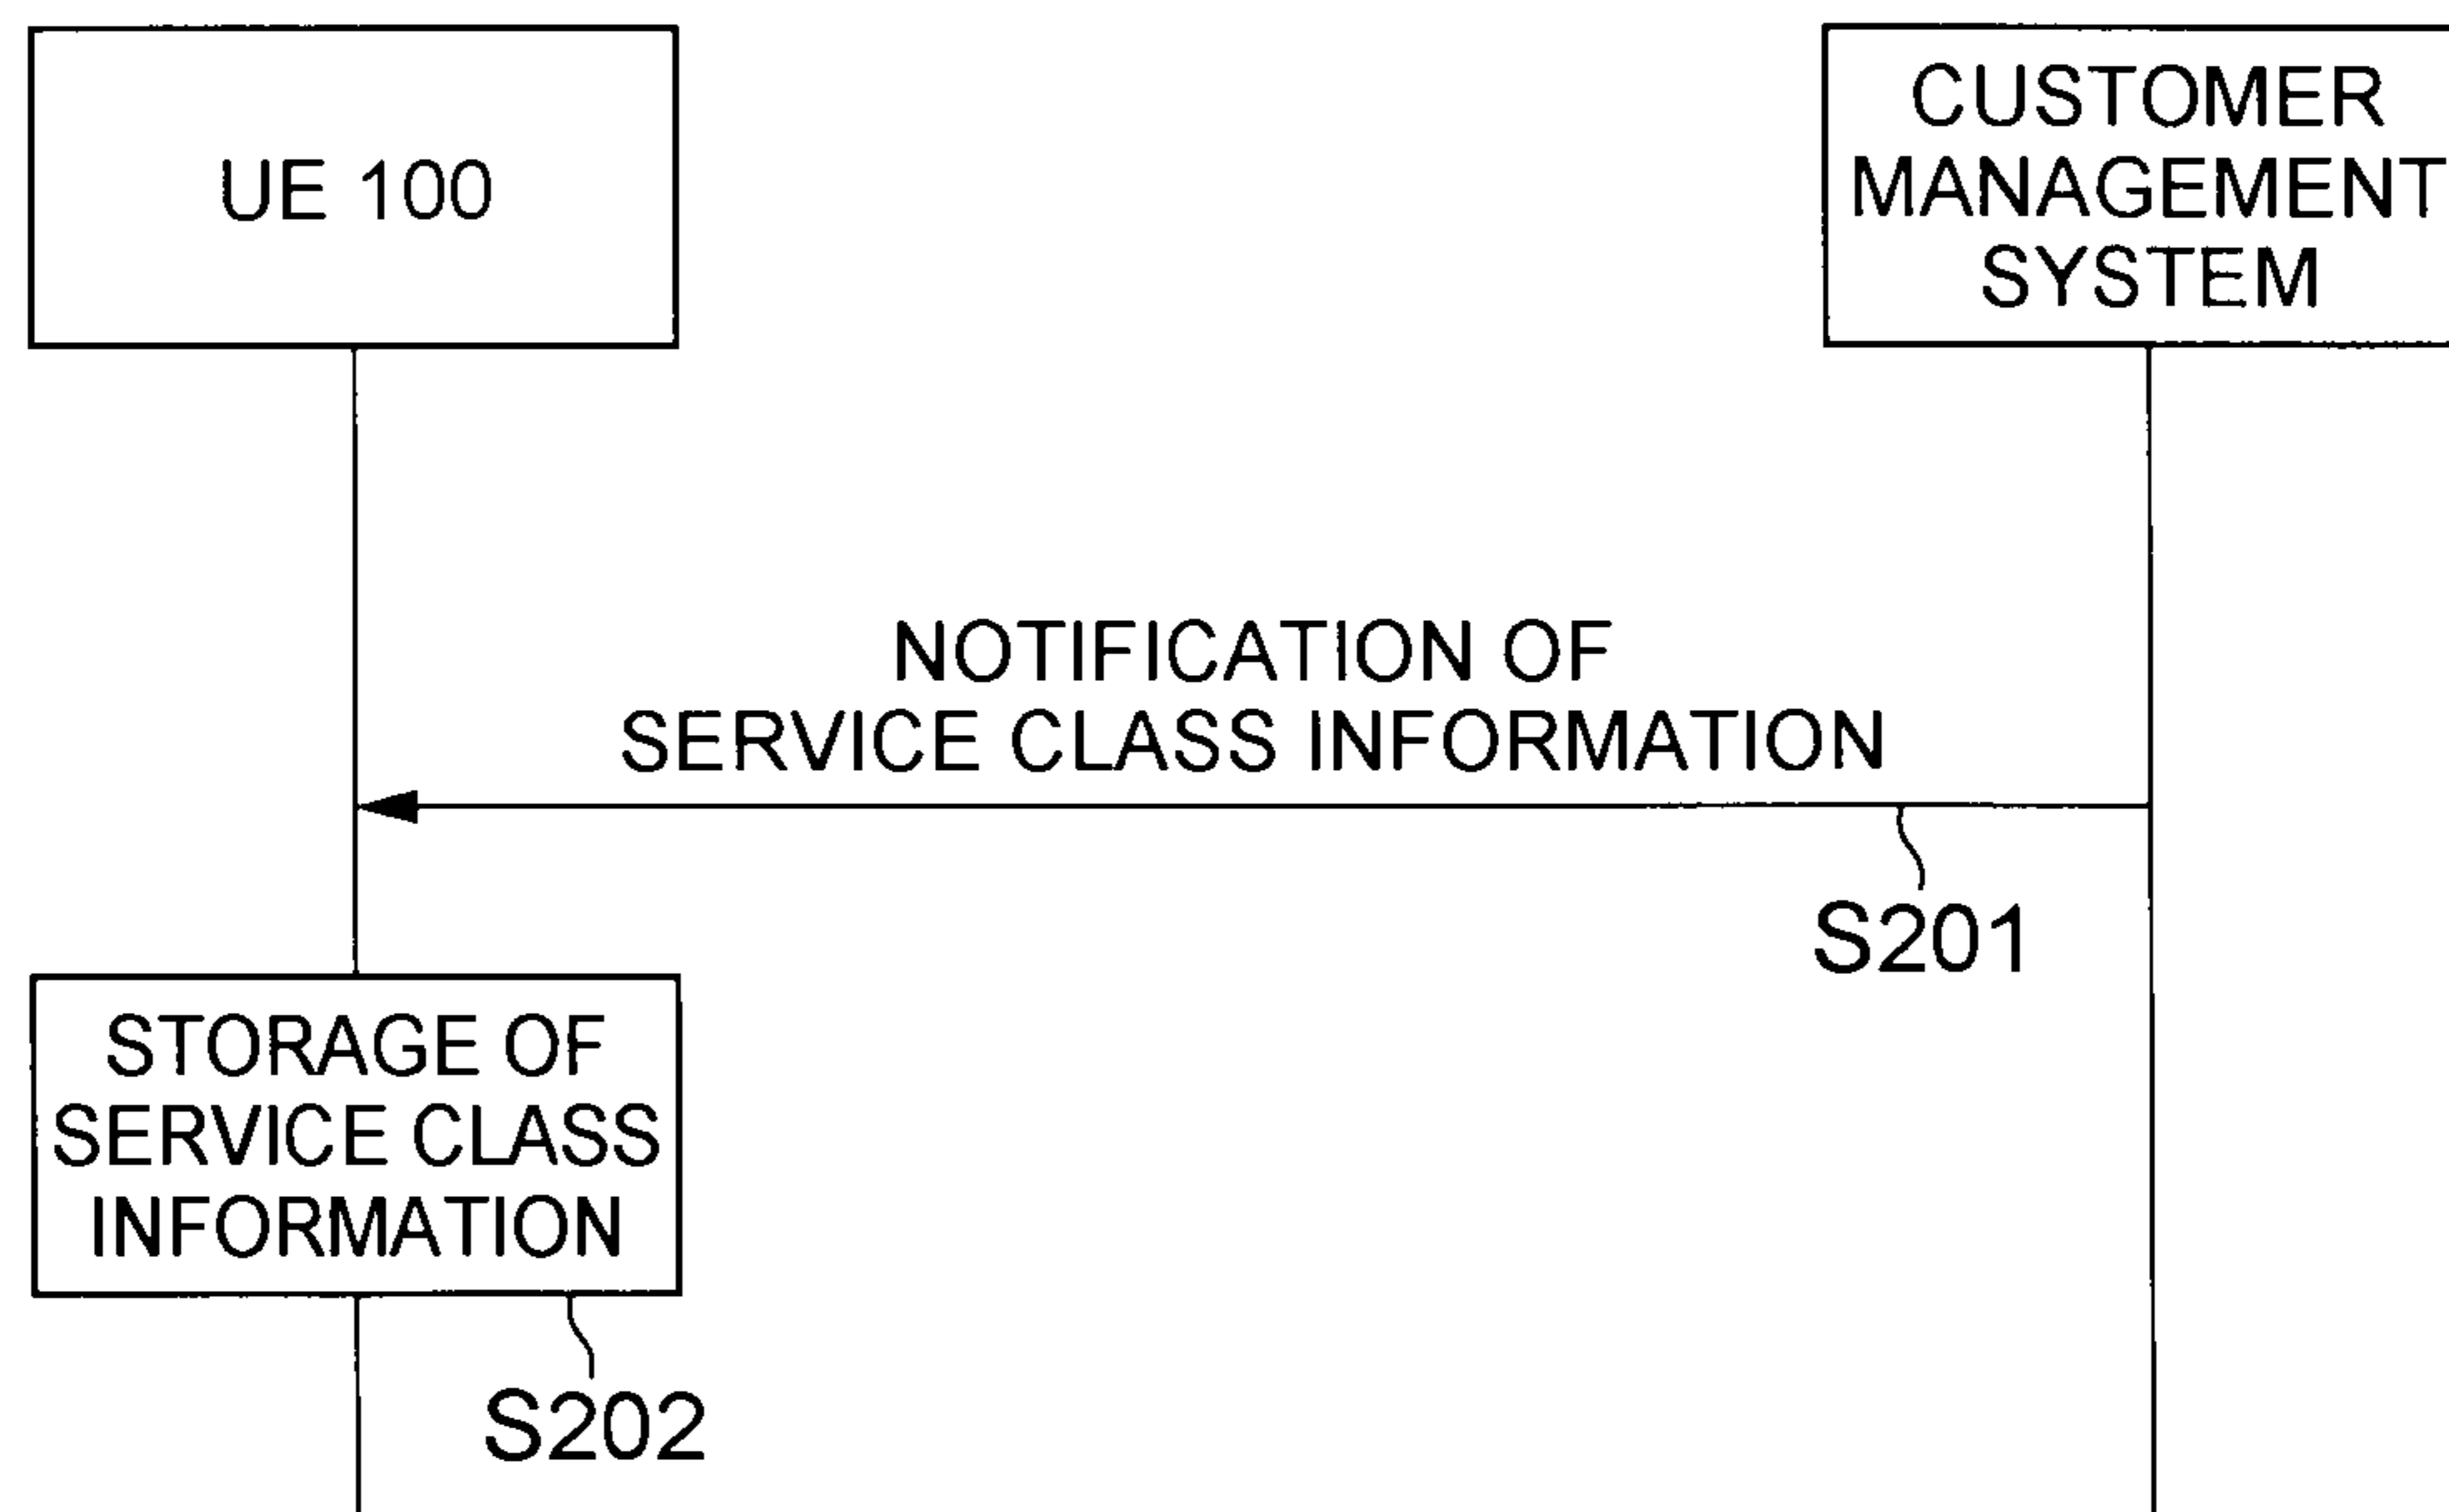 UE 100
CUSTOMER
MANAGEMENT
SYSTEM
NOTIFICATION OF
SERVICE CLASS INFORMATION
S201
STORAGE OF
SERVICE CLASS
INFORMATION
S202